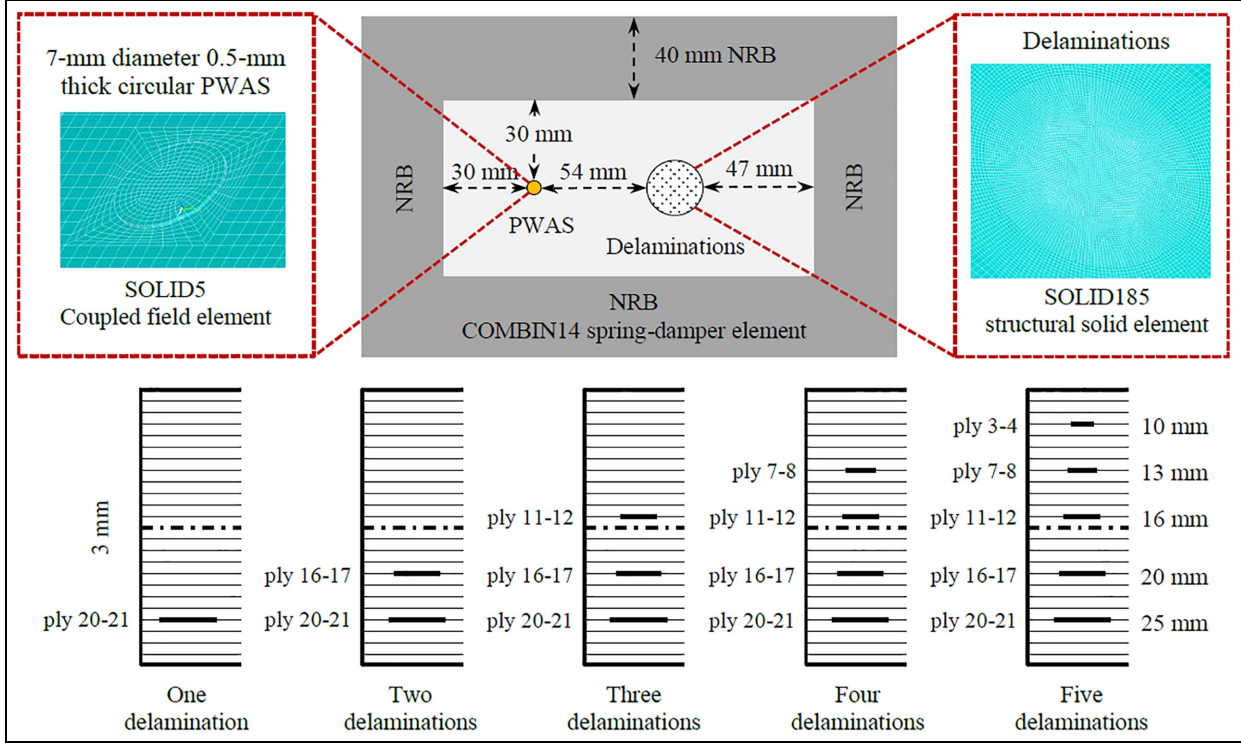 7-mm diameter 0.5-mm
thick circular PWAS
SOLID5
Coupled field element
40 mm NRB
30 mm
30 mm
54 mm
47 mm
NRB
NRB
PWAS
Delaminations
NRB
COMBIN14 spring-damper element
Delaminations
SOLID185
structural solid element
3 mm
ply 20-21
One
delamination
ply 16-17
ply 20-21
Two
delaminations
ply 11-12
ply 16-17
ply 20-21
Three
delaminations
ply 7-8
ply 11-12
ply 16-17
ply 20-21
Four
delaminations
ply 3-4
10 mm
ply 7-8
13 mm
ply 11-12
16 mm
ply 16-17
20 mm
ply 20-21
25 mm
Five
delaminations